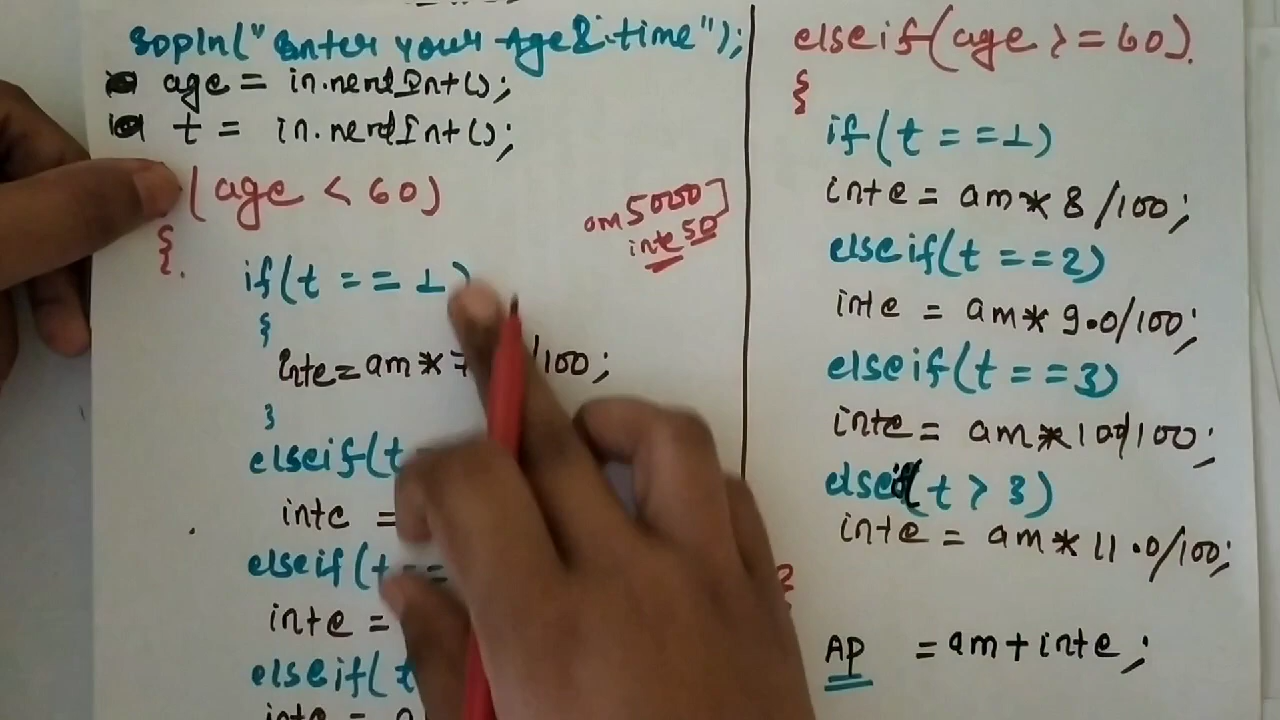 sopln("Enter your Age & time");
age = in.nextInt();
t = in.nextInt();
(age < 60)
{
am 5000
inte 50
if(t == 1)
{
inte = am * 7 /100;
}
elseif(t
inte =
elseif(t ==
inte =
elseif(t
inte =
elseif(age >= 60)
{
if(t == 1)
inte = am * 8 /100;
elseif(t == 2)
inte = am * 9.0/100;
elseif(t == 3)
inte = am * 10/100;
elseif(t > 3)
inte = am * 11.0/100;
}
AP = am + inte;